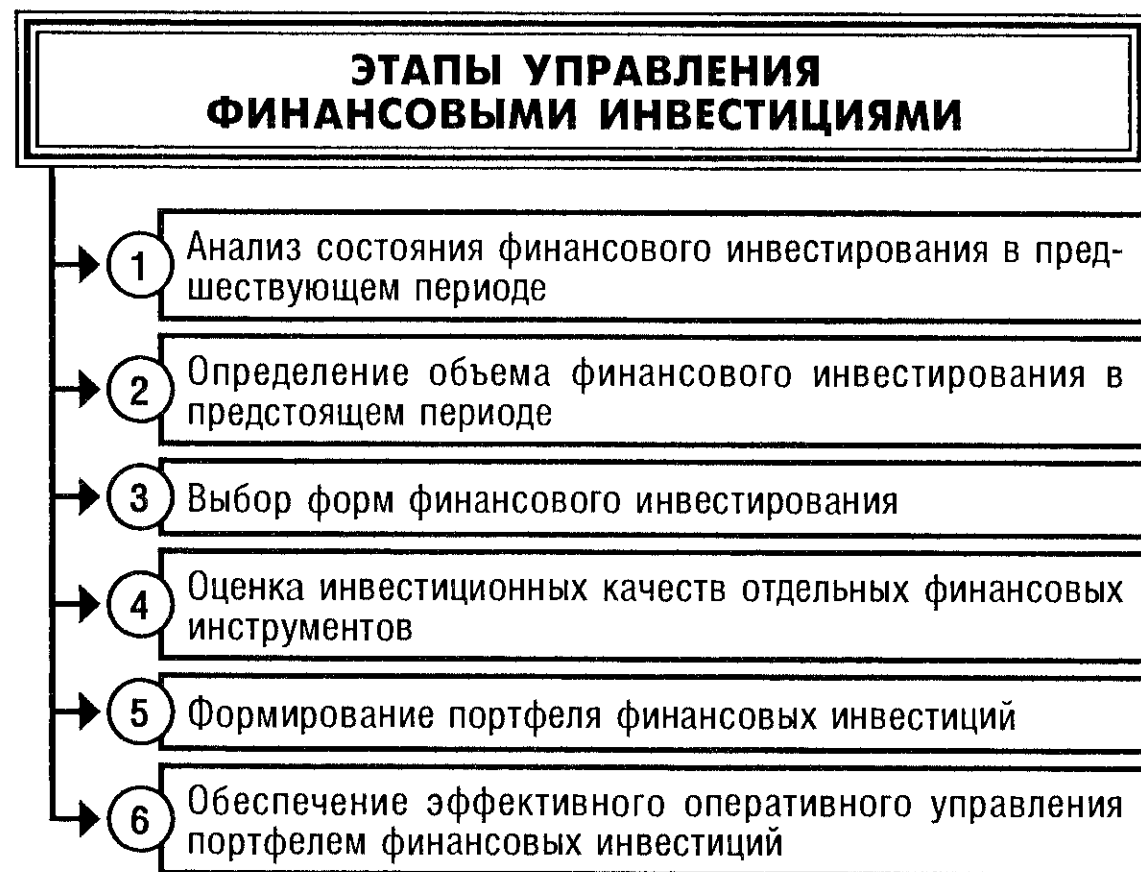 ЭТАПЫ УПРАВЛЕНИЯ
ФИНАНСОВЫМИ ИНВЕСТИЦИЯМИ
1 Анализ состояния финансового инвестирования в пред-
шествующем периоде
2 Определение объема финансового инвестирования в
предстоящем периоде
3 Выбор форм финансового инвестирования
4 Оценка инвестиционных качеств отдельных финансовых
инструментов
5 Формирование портфеля финансовых инвестиций
6 Обеспечение эффективного оперативного управления
портфелем финансовых инвестиций